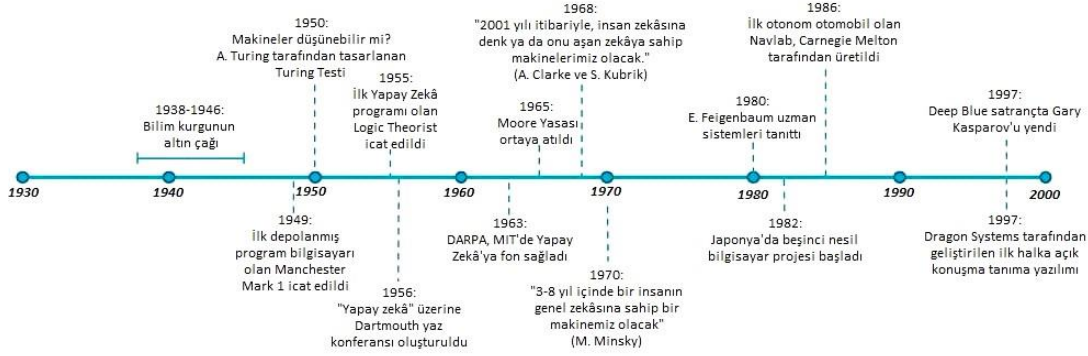 1950:
Makineler düşünebilir mi?
A. Turing tarafından tasarlanan
Turing Testi
1968:
"2001 yılı itibariyle, insan zekâsına
denk ya da onu aşan zekâya sahip
makinelerimiz olacak."
(A. Clarke ve S. Kubrik)
1986:
İlk otonom otomobil olan
Navlab, Carnegie Melton
tarafından üretildi
1938-1946:
Bilim kurgunun
altın çağı
1955:
İlk Yapay Zekâ
programı olan
Logic Theorist
icat edildi
1965:
Moore Yasası
ortaya atıldı
1980:
E. Feigenbaum uzman
sistemleri tanıttı
1997:
Deep Blue satrançta Gary
Kasparov'u yendi
1930
1940
1950
1960
1970
1980
1990
2000
1949:
İlk depolanmış
program bilgisayarı
olan Manchester
Mark 1 icat edildi
1956:
"Yapay zekâ" üzerine
Dartmouth yaz
konferansı oluşturuldu
1963:
DARPA, MIT'de Yapay
Zekâ'ya fon sağladı
1970:
"3-8 yıl içinde bir insanın
genel zekâsına sahip bir
makinemiz olacak"
(M. Minsky)
1982:
Japonya'da beşinci nesil
bilgisayar projesi başladı
1997:
Dragon Systems tarafından
geliştirilen ilk halka açık
konuşma tanıma yazılımı